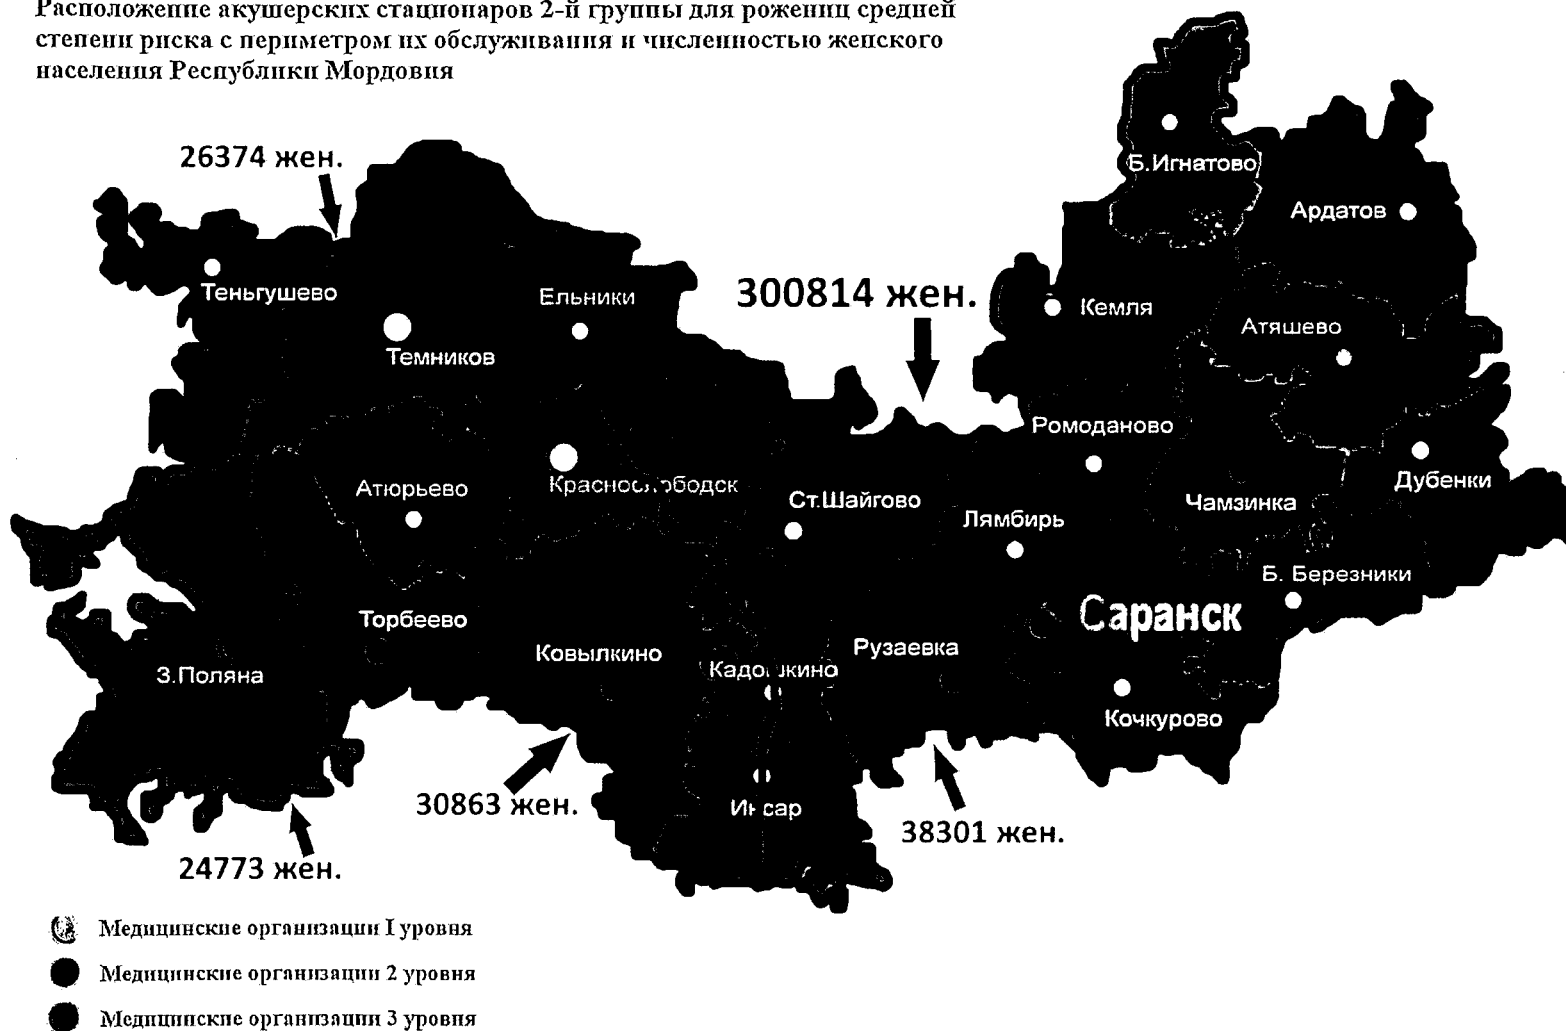 Расположение акушерских стационаров 2-й группы для рожениц средней
степени риска с периметром их обслуживания и численностью женского
населения Республики Мордовия
26374 жен.
Б.Игнатово
Ардатов
Теньгушево
Ельники
300814 жен.
Кемля
Атяшево
Темников
Ромоданово
Атюрьево
Краснослободск
Ст.Шайгово
Лямбирь
Чамзинка
Дубенки
Б. Березники
Саранск
Торбеево
Ковылкино
Рузаевка
З.Поляна
Кадошкино
Кочкурово
30863 жен.
Инсар
38301 жен.
24773 жен.
Медицинские организации I уровня
Медицинские организации 2 уровня
Медицинские организации 3 уровня